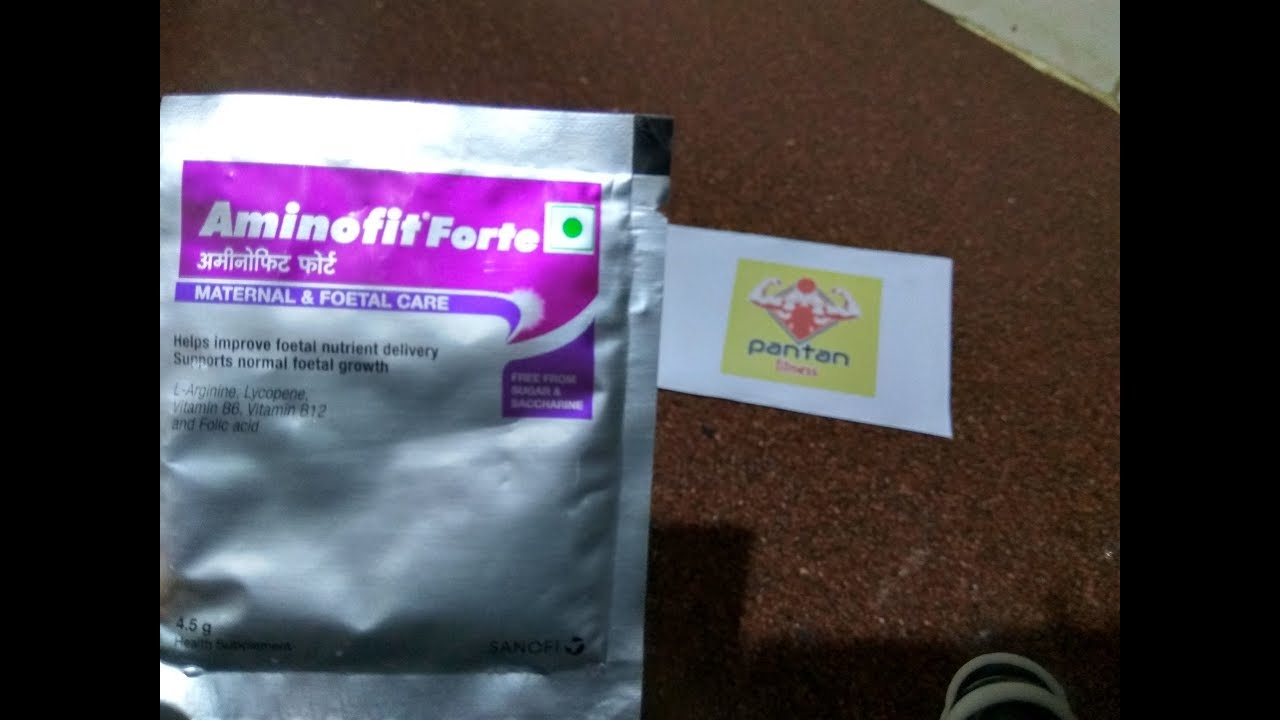 Aminofit Forte
अमीनोफिट फोर्ट
MATERNAL & FOETAL CARE
Helps improve foetal nutrient delivery
Supports normal foetal growth
L-Arginine, Lycopene,
Vitamin B6, Vitamin B12
and Folic acid
FREE FROM
SUGAR &
SACCHARINE
4.5 g
Health Supplement
SANOFI
pantan
fitness